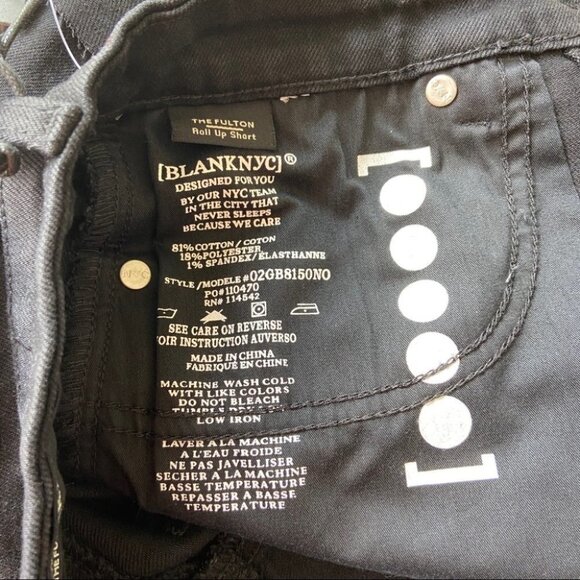 THE FULTON
Roll Up Short
[BLANKNYC]®
DESIGNED FOR YOU
BY OUR NYC TEAM
IN THE CITY THAT
NEVER SLEEPS
BECAUSE WE CARE
81% COTTON / COTON
18% POLYESTER
1% SPANDEX / ELASTHANNE
STYLE / MODELE # 02GB8150NO
PO# 110470
RN# 114542
SEE CARE ON REVERSE
VOIR INSTRUCTION AUVERSO
MADE IN CHINA
FABRIQUÉ EN CHINE
MACHINE WASH COLD
WITH LIKE COLORS
DO NOT BLEACH
TUMBLE DRY LOW
LOW IRON
LAVER A LA MACHINE
A L'EAU FROIDE
NE PAS JAVELLISER
SECHER A LA MACHINE
BASSE TEMPERATURE
REPASSER A BASSE
TEMPERATURE